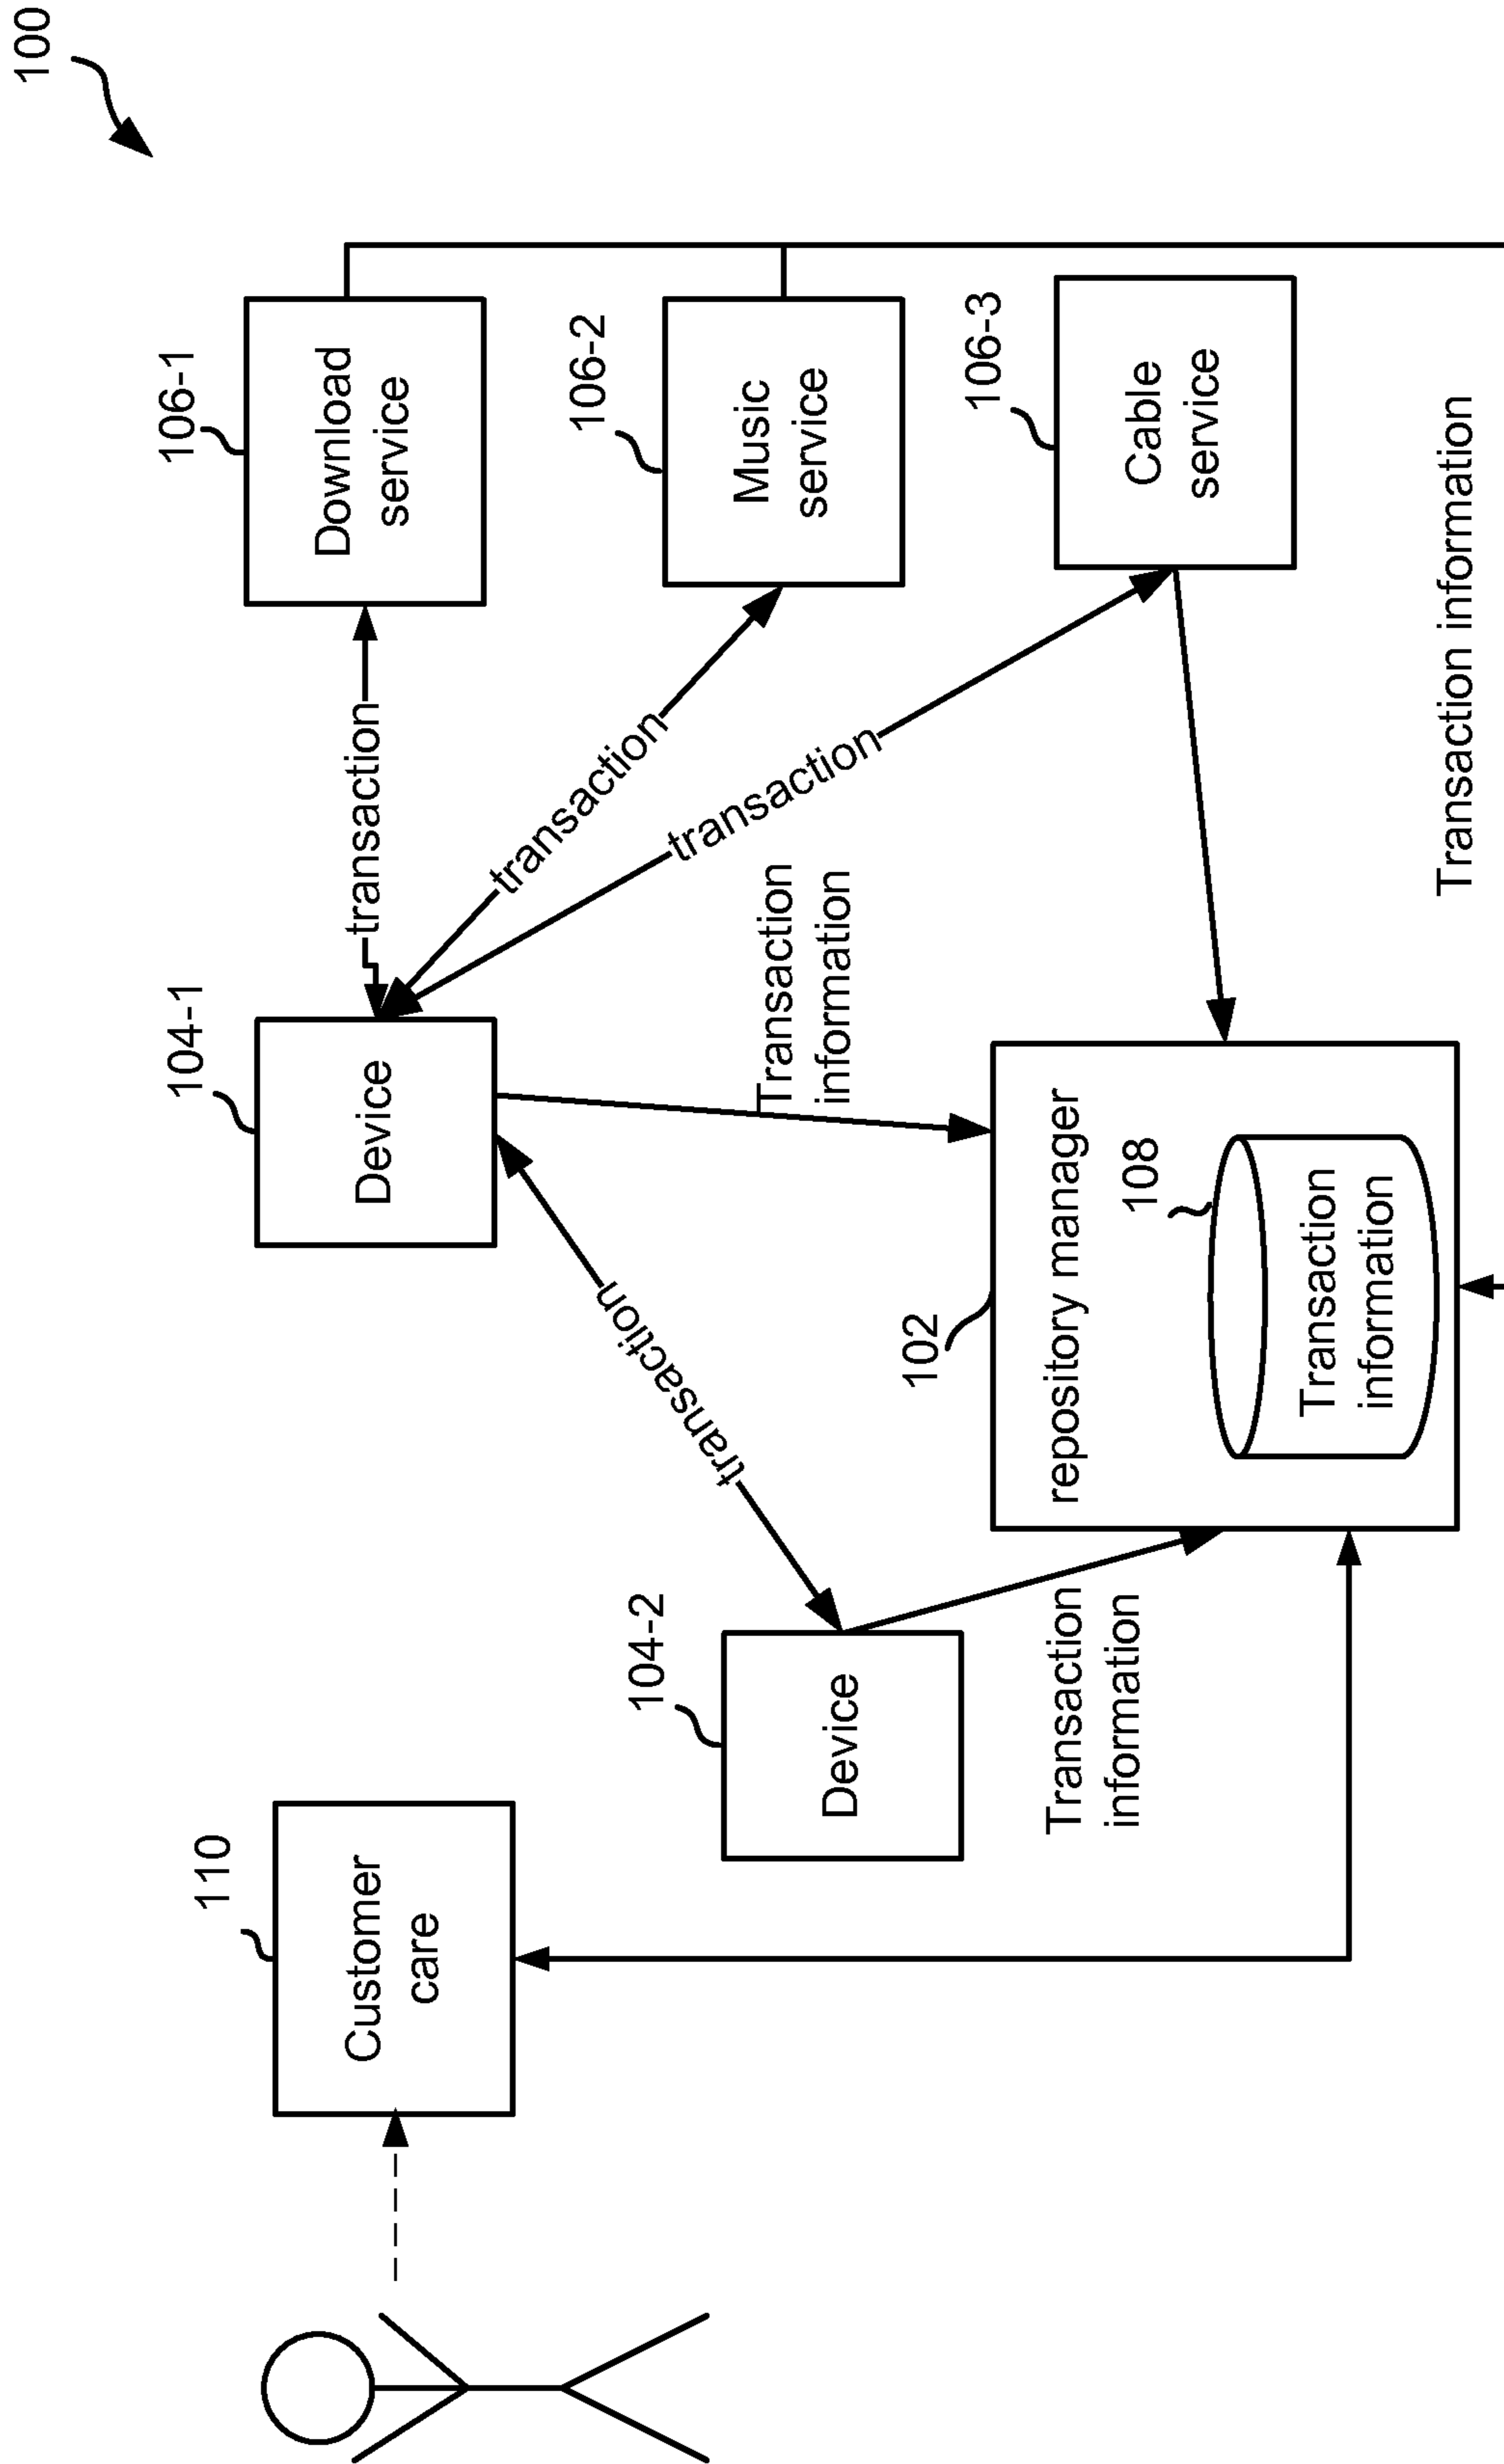 100
106-1
Download
service
106-2
Music
service
106-3
Cable
service
transaction
transaction
transaction
104-1
Device
Transaction
information
Transaction information
transaction
102
repository manager
108
Transaction
information
104-2
Device
Transaction
information
110
Customer
care